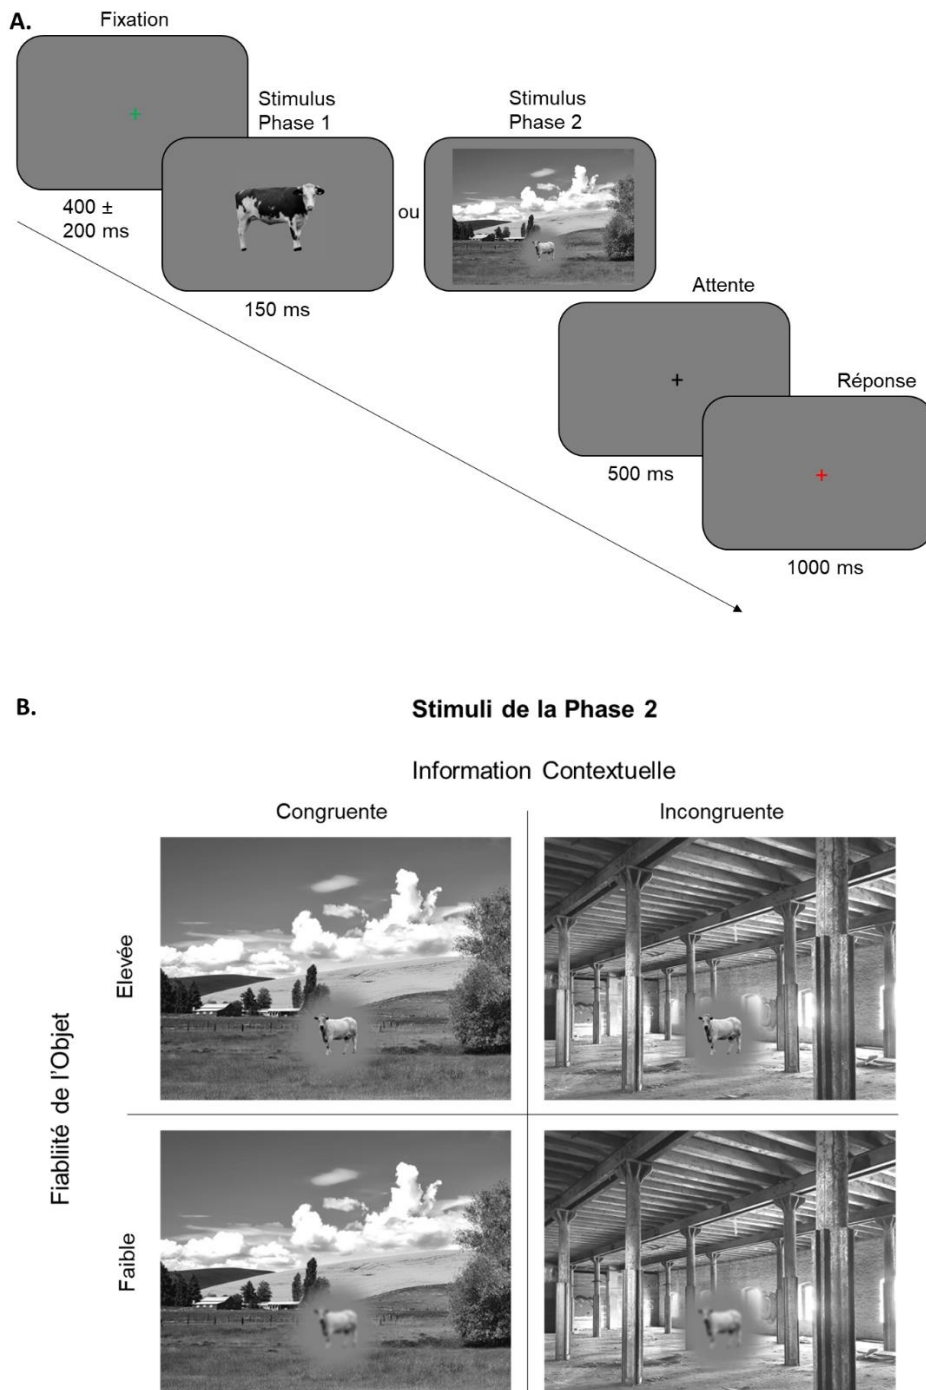 A.
Fixation
Stimulus
Phase 1
Stimulus
Phase 2
400 ±
200 ms
ou
150 ms
Attente
Réponse
500 ms
1000 ms
B.
Stimuli de la Phase 2
Information Contextuelle
Congruente
Incongruente
Fiabliité de l'Objet
Elevée
Faible